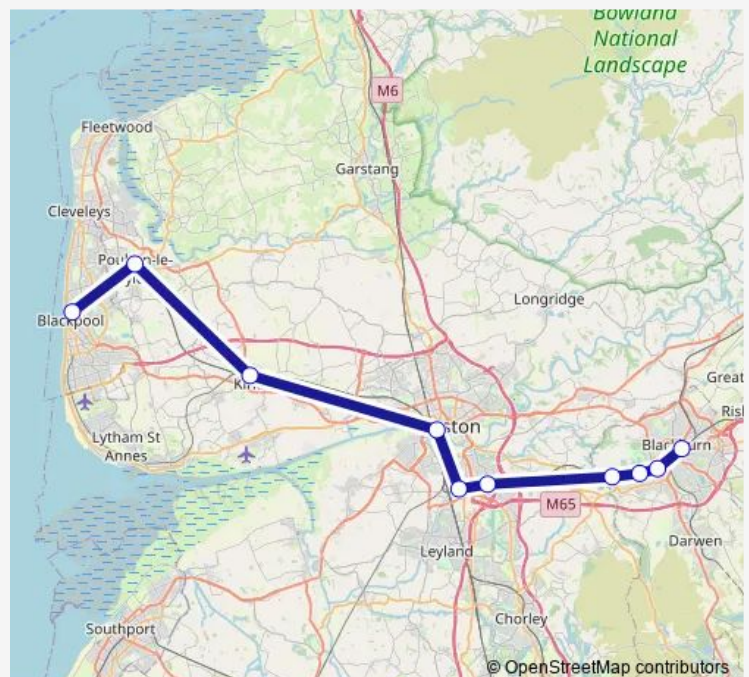 Bowland
National
Landscape
M6
Fleetwood
Garstang
Cleveleys
Longridge
Blackpool
Great
Lytham St
Annes
M65
Leyland
Darwen
Chorley
Southport
© OpenStreetMap contributors